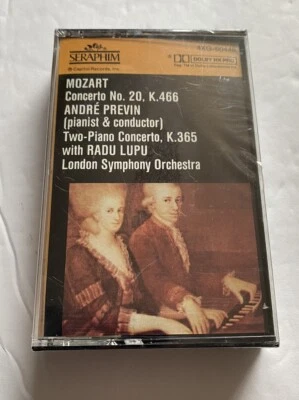 SERAPHIM
© Capitol Records, Inc.
DOLBY
MOZART
Concerto No. 20, K.466
ANDRÉ PREVIN
(pianist & conductor)
Two-Piano Concerto, K.365
with RADU LUPU
London Symphony Orchestra